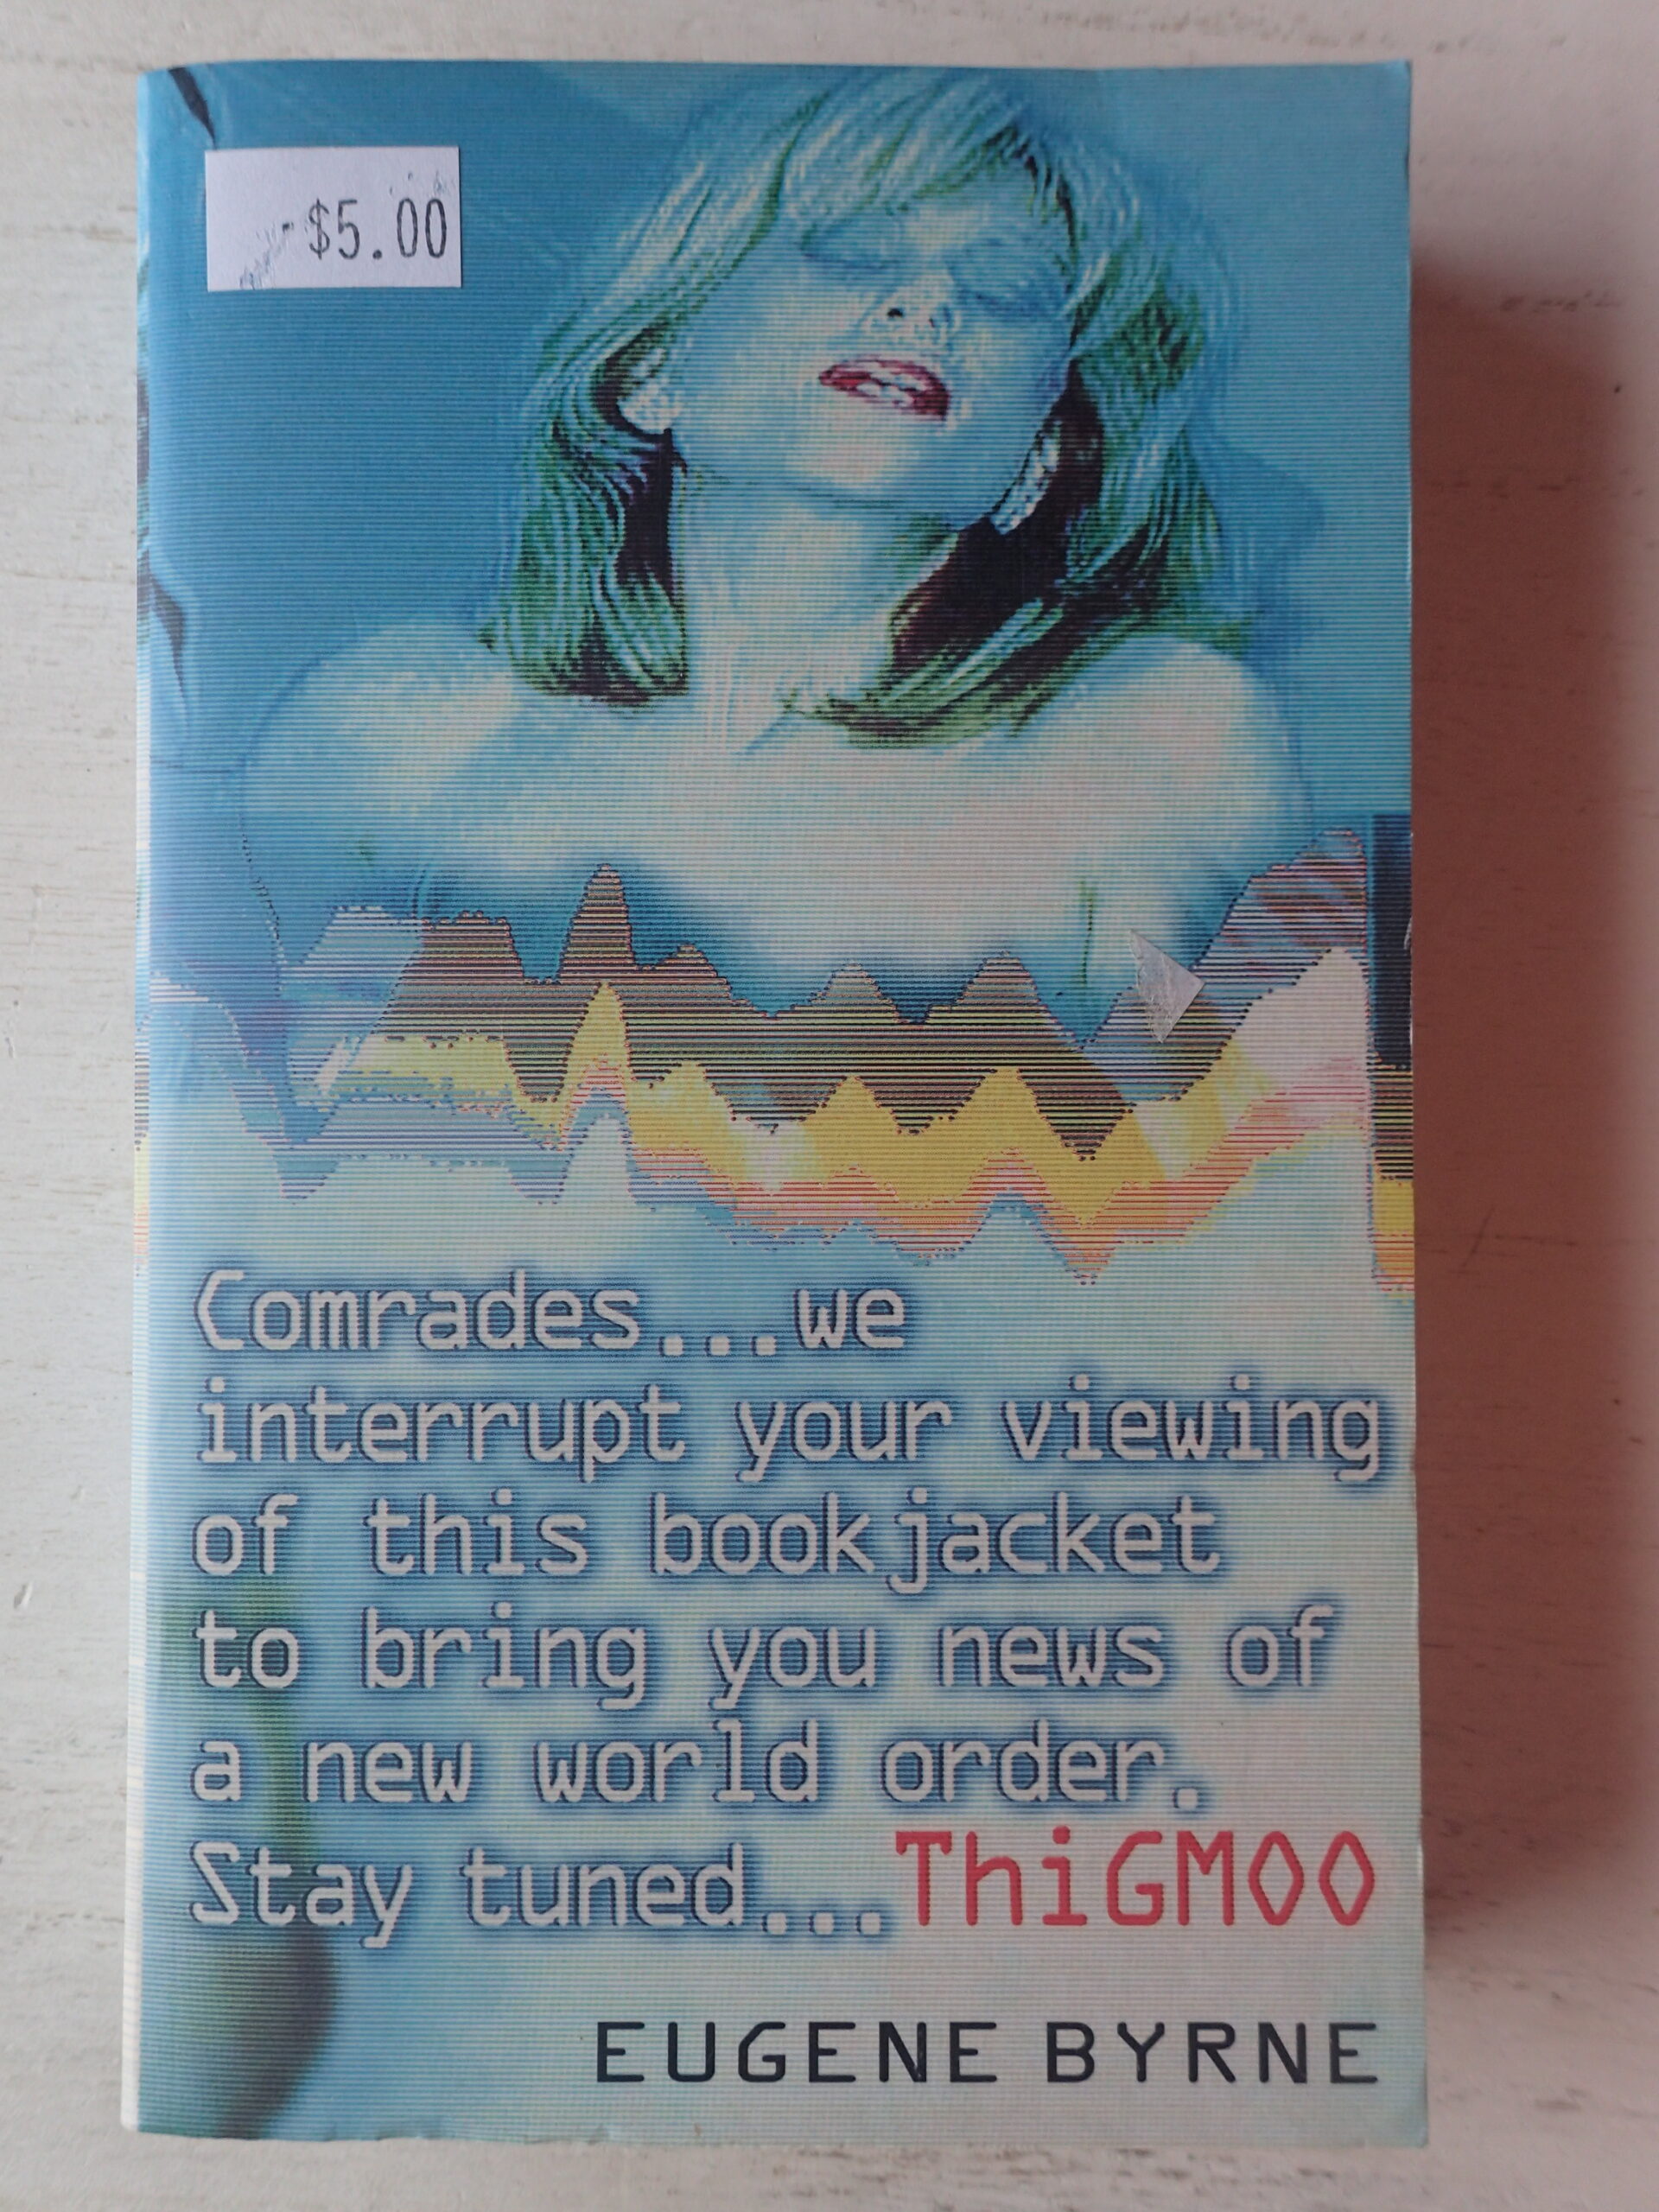 $5.00
Comrades...we
interrupt your viewing
of this bookjacket
to bring you news of
a new world order.
Stay tuned...ThiGMOO
EUGENE BYRNE